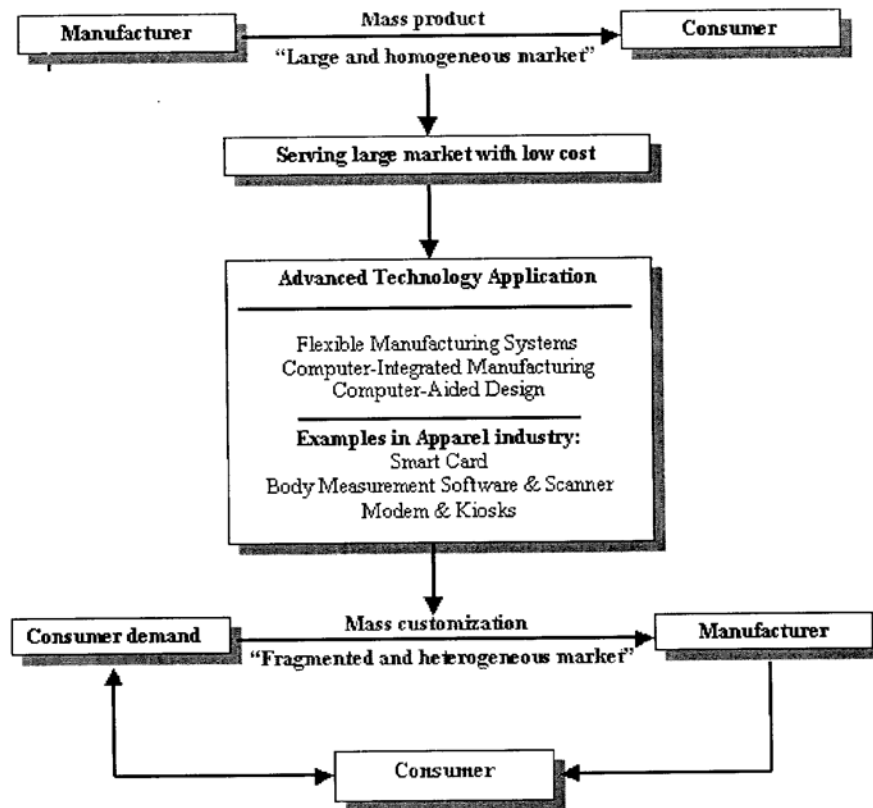 Mass product
Manufacturer
Consumer
“Large and homogeneous market”
Serving large market with low cost
Advanced Technology Application
Flexible Manufacturing Systems
Computer-Integrated Manufacturing
Computer-Aided Design
Examples in Apparel industry:
Smart Card
Body Measurement Software & Scanner
Modem & Kiosks
Mass customization
Consumer demand
Manufacturer
“Fragmented and heterogeneous market”
Consumer